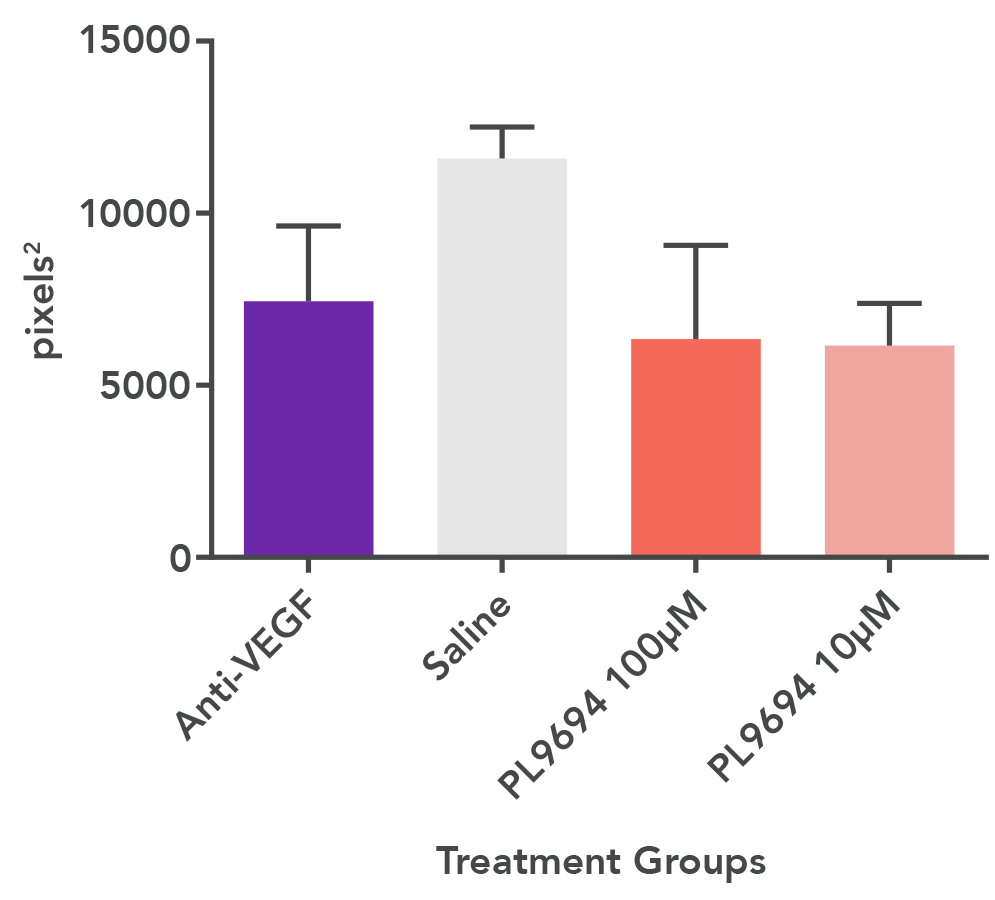 15000
10000
5000
0
pixels²
Anti-VEGF
Saline
PL9694 100µM
PL9694 10µM
Treatment Groups